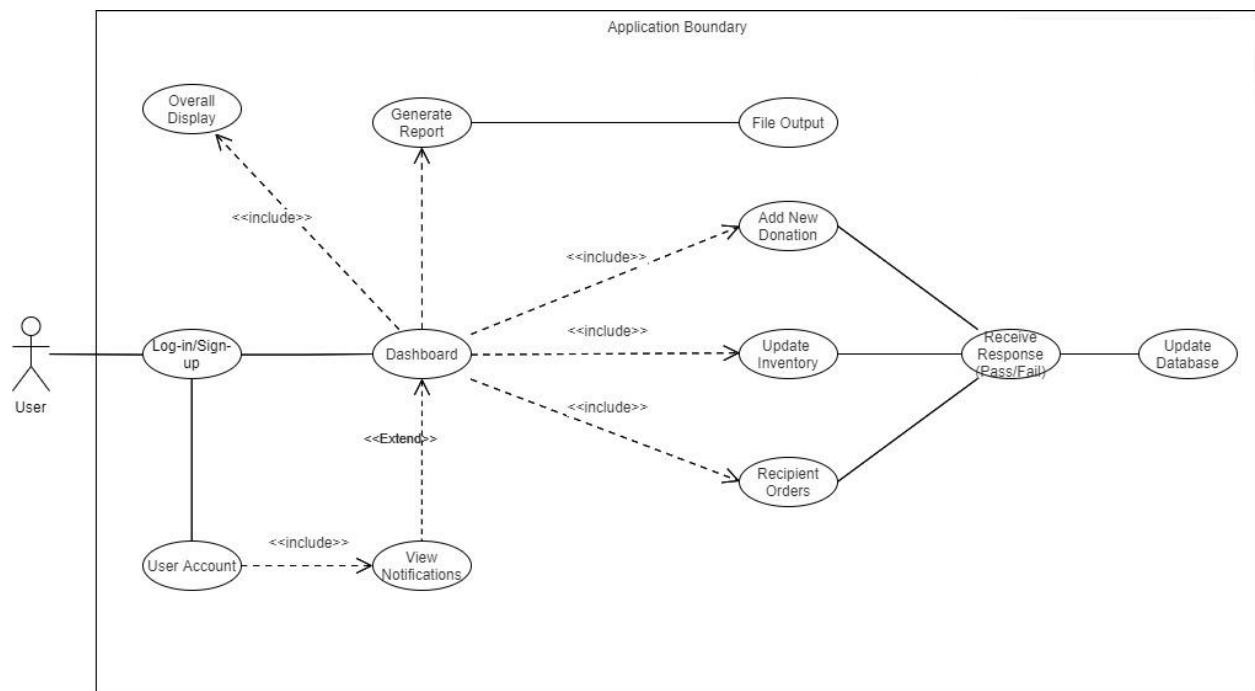 Application Boundary
Overall
Display
Generate
Report
File Output
<<include>>
Add New
Donation
<<include>>
User
Log-in/Sign-
up
Dashboard
<<include>>
Update
Inventory
Receive
Response
(Pass/Fail)
Update
Database
<<include>>
<<Extend>>
Recipient
Orders
User Account
<<include>>
View
Notifications